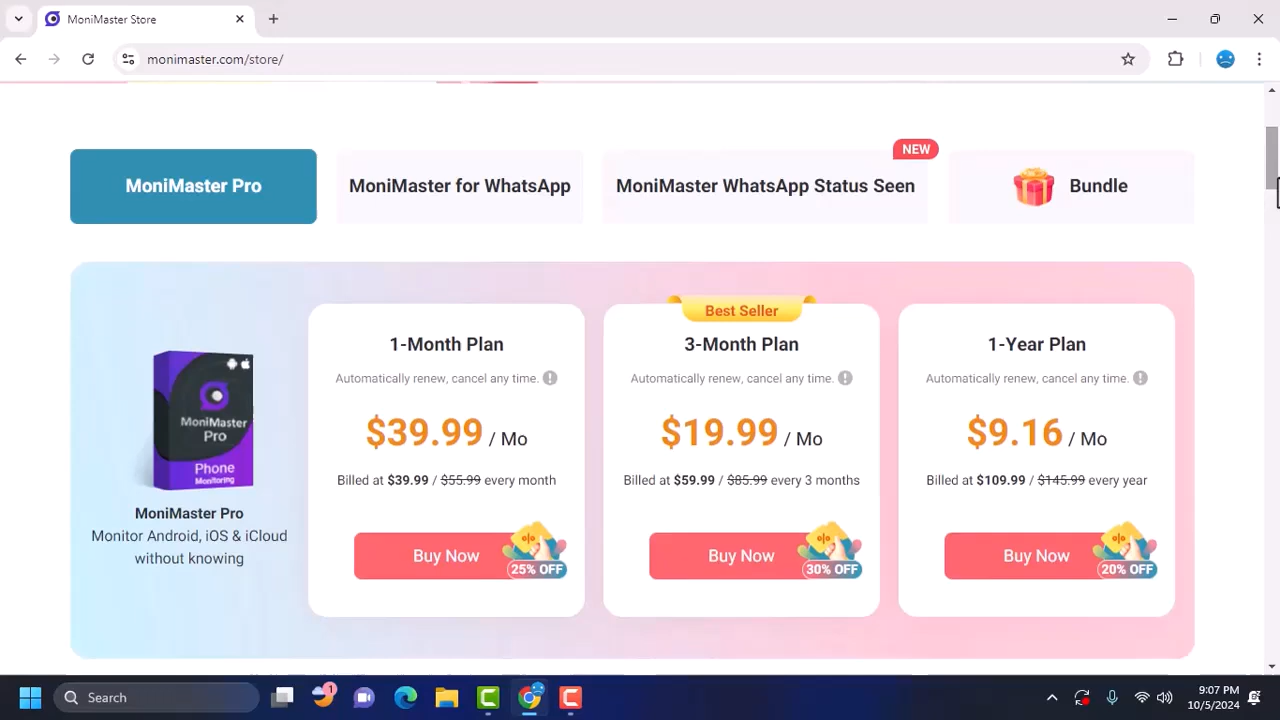 MoniMaster Store
monimaster.com/store/
MoniMaster Pro
MoniMaster for WhatsApp
MoniMaster WhatsApp Status Seen
NEW
Bundle
MoniMaster
Pro
Phone
Monitoring
MoniMaster Pro
Monitor Android, iOS & iCloud
without knowing
1-Month Plan
Automatically renew, cancel any time.
$39.99 / Mo
Billed at $39.99 / $55.99 every month
Buy Now
25% OFF
Best Seller
3-Month Plan
Automatically renew, cancel any time.
$19.99 / Mo
Billed at $59.99 / $85.99 every 3 months
Buy Now
30% OFF
1-Year Plan
Automatically renew, cancel any time.
$9.16 / Mo
Billed at $109.99 / $145.99 every year
Buy Now
20% OFF
Search
1
9:07 PM
10/5/2024